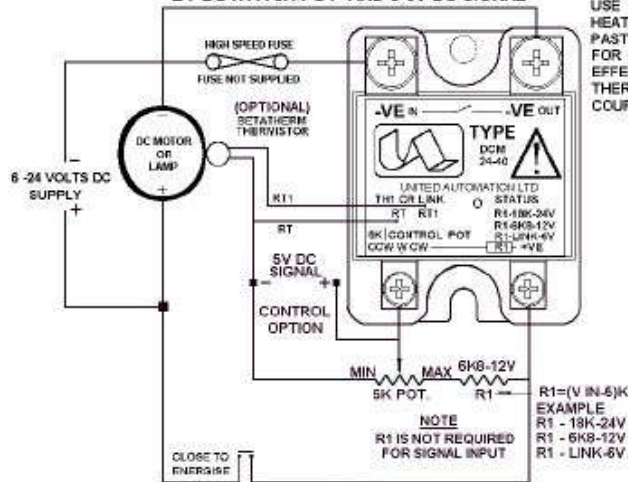 USE
HEAT
PAST
FOR
EFFE
THER
COUF
HIGH SPEED FUSE
FUSE NOT SUPPLIED
(OPTIONAL)
BETATHERM
THERMISTOR
-VE IN
-VE OUT
TYPE
DCM
24-40
DC MOTOR
OR
LAMP
6 -24 VOLTS DC
SUPPLY
-
+
UNITED AUTOMATION LTD
TH1 OR LINK
STATUS
RT RT1
R1-18K-24V
R1-6K8-12V
R1-LINK-6V
5K CONTROL POT
CCW W CW
R1 +VE
RT1
RT
5V DC
SIGNAL
- +
CONTROL
OPTION
MIN
MAX
6K8-12V
5K POT.
R1
NOTE
R1 IS NOT REQUIRED
FOR SIGNAL INPUT
R1=(V IN-6)K
EXAMPLE
R1 - 18K-24V
R1 - 6K8-12V
R1 - LINK-6V
CLOSE TO
ENERGISE